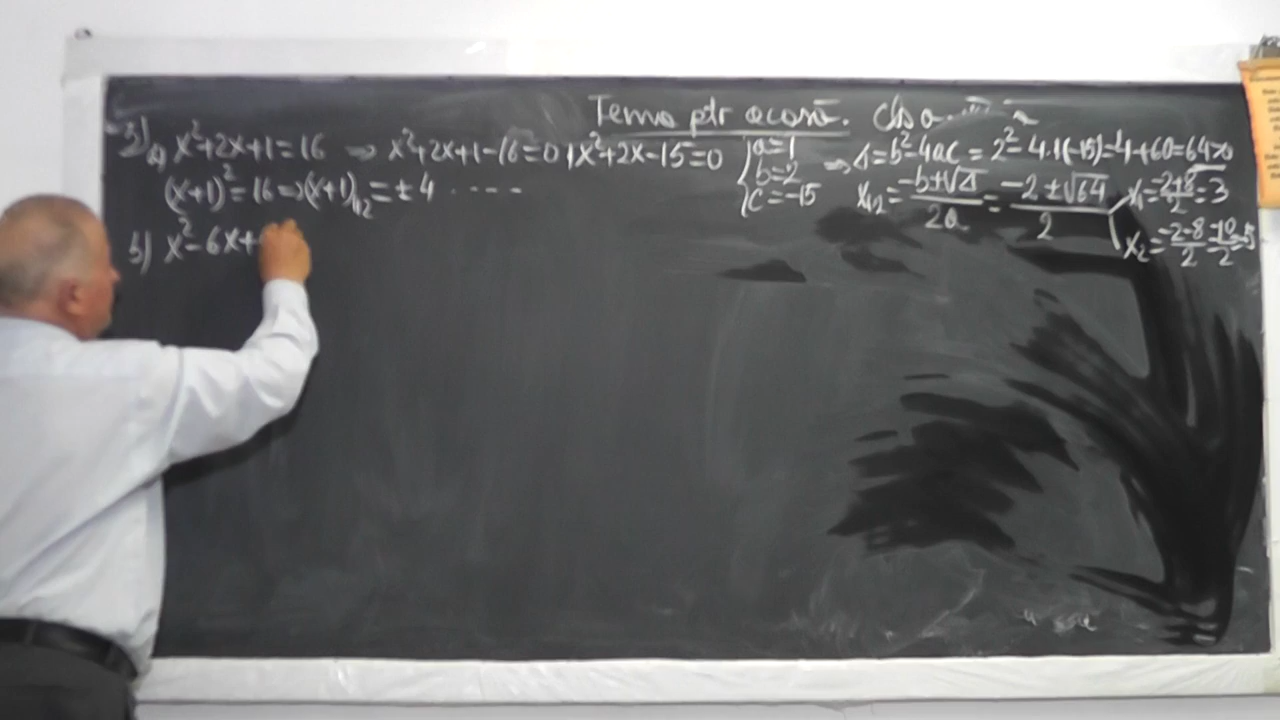 Tema ptr acasă.
3) a) x²+2x+1=16 ⇒ x²+2x+1-16=0, x²+2x-15=0 { a=1 b=2 c=-15 ⇒ Δ=b²-4ac=2²-4·1(-15)=4+60=64>0
(x+1)²=16 ⇒ (x+1)₁,₂=±4 ....
x₁,₂=(-b±√Δ)/2a=(-2±√64)/2 x₁=(-2+8)/2=3
x₂=(-2-8)/2=-10/2=-5
b) x²-6x+